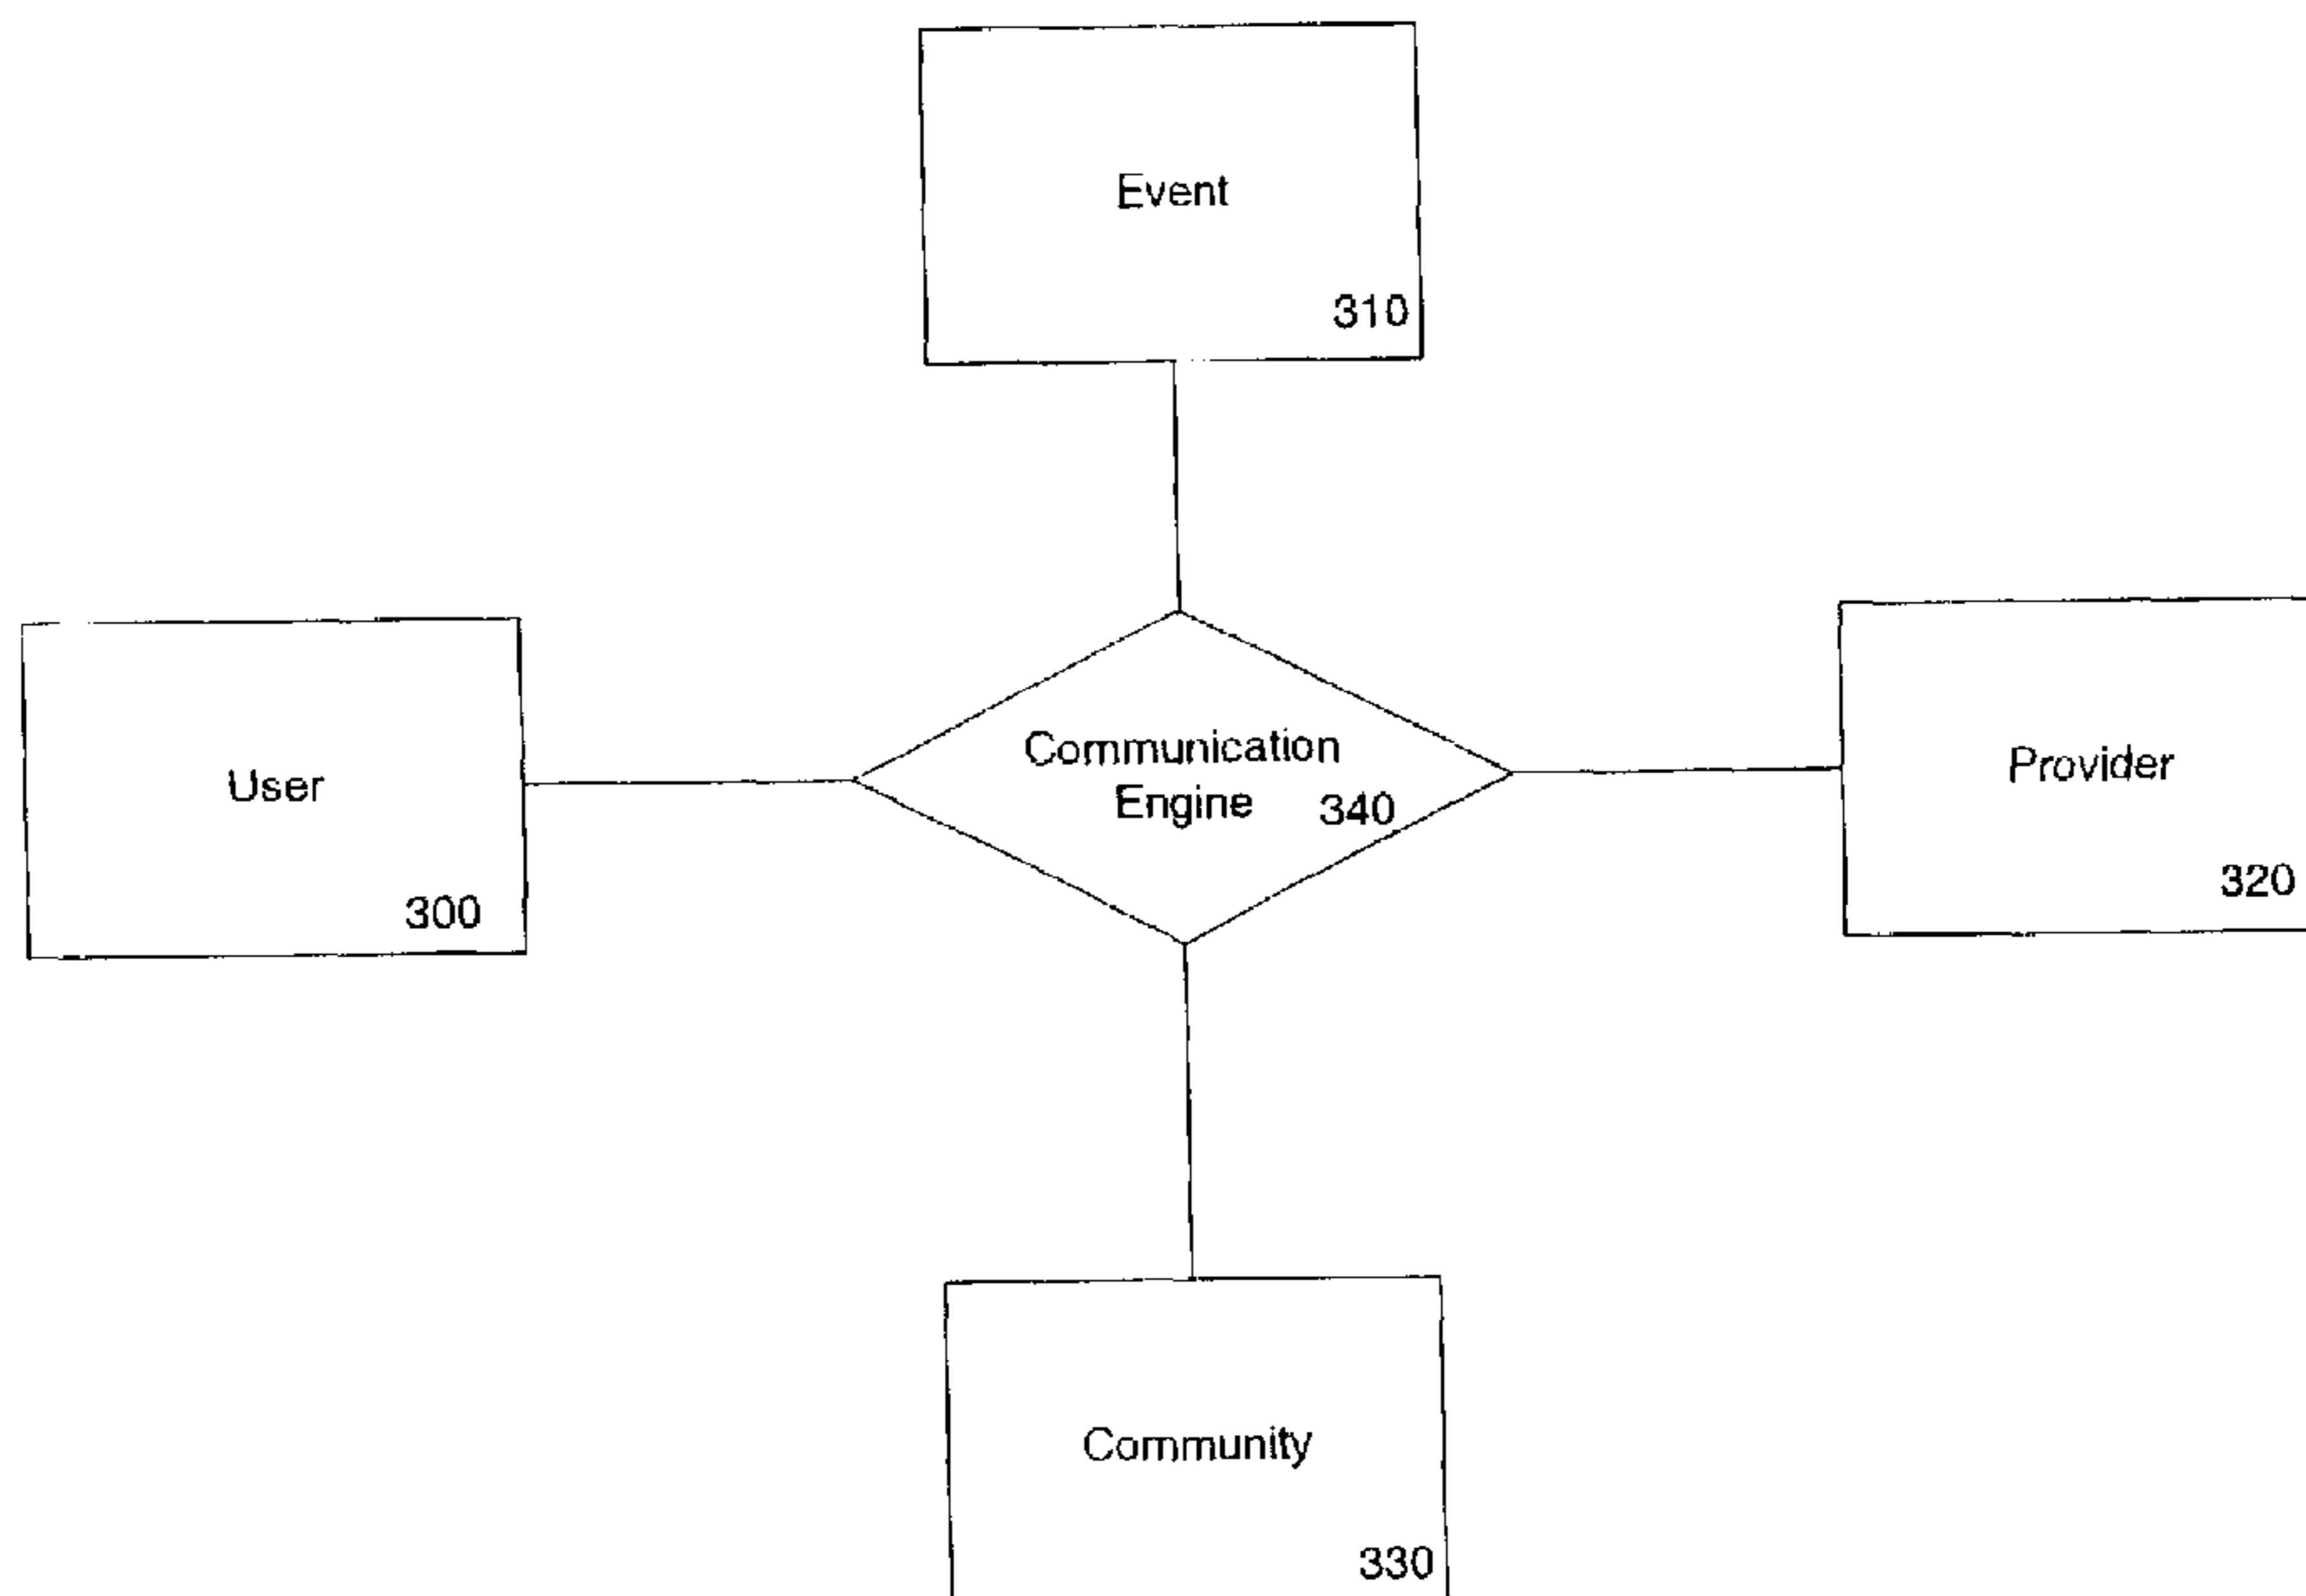 Event
310
User
300
Communication
Engine 340
Provider
320
Community
330